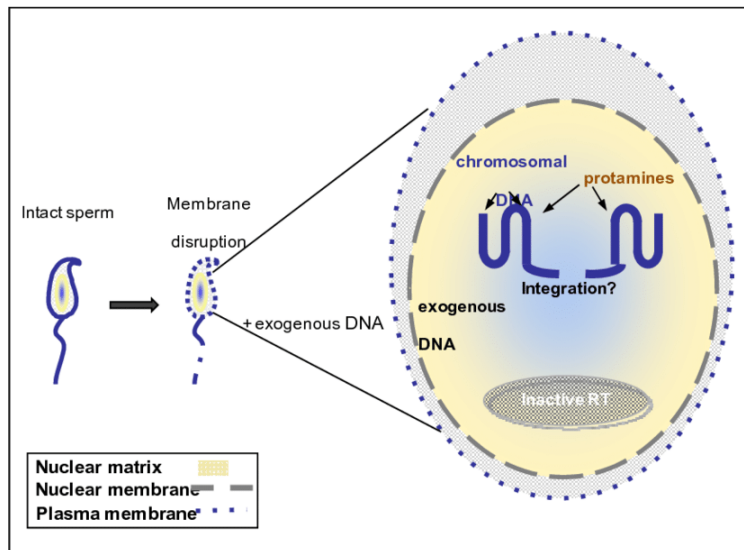 Intact sperm
Membrane
disruption
+ exogenous DNA
chromosomal
DNA
protamines
Integration?
exogenous
DNA
Inactive RT
Nuclear matrix
Nuclear membrane
Plasma membrane